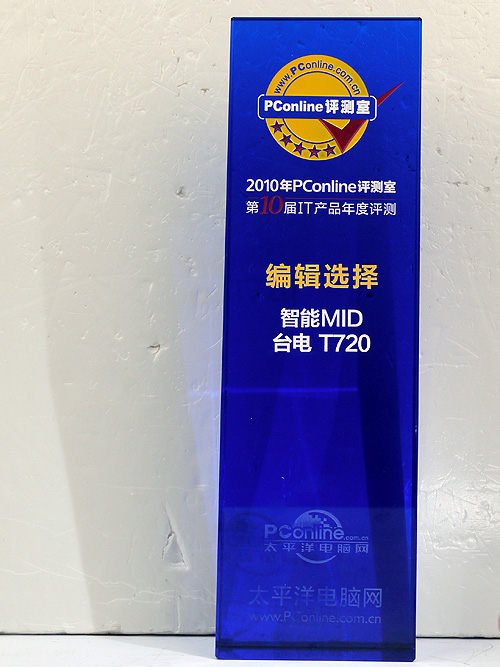 www.PConline.com.cn
PConline评测室
2010年PConline评测室
第10届IT产品年度评测
编辑选择
智能MID
台电 T720
PConline.com.cn
太平洋电脑网
太平洋电脑网
www.PConline.com.cn